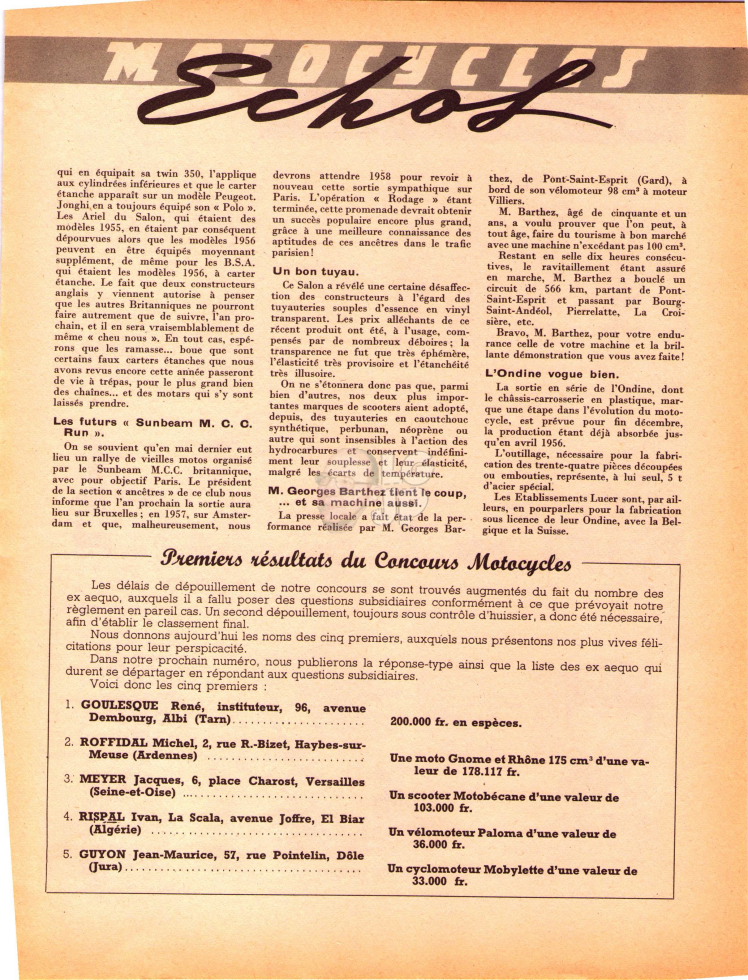 MOTOCYCLES
Echos
qui en équipait sa twin 350, l'applique
aux cylindrées inférieures et que le carter
étanche apparaît sur un modèle Peugeot.
Jonghi en a toujours équipé son « Polo ».
Les Ariel du Salon, qui étaient des
modèles 1955, en étaient par conséquent
dépourvues alors que les modèles 1956
peuvent en être équipés moyennant
supplément, de même pour les B.S.A.
qui étaient les modèles 1956, à carter
étanche. Le fait que deux constructeurs
anglais y viennent autorise à penser
que les autres Britanniques ne pourront
faire autrement que de suivre, l'an pro-
chain, et il en sera vraisemblablement de
même « cheu nous ». En tout cas, espé-
rons que les ramasse... boue que sont
certains faux carters étanches que nous
avons revus encore cette année passeront
de vie à trépas, pour le plus grand bien
des chaînes... et des motars qui s'y sont
laissés prendre.
Les futurs « Sunbeam M. C. C.
Run ».
On se souvient qu'en mai dernier eut
lieu un rallye de vieilles motos organisé
par le Sunbeam M.C.C. britannique,
avec pour objectif Paris. Le président
de la section « ancêtres » de ce club nous
informe que l'an prochain la sortie aura
lieu sur Bruxelles ; en 1957, sur Amster-
dam et que, malheureusement, nous
devrons attendre 1958 pour revoir à
nouveau cette sortie sympathique sur
Paris. L'opération « Rodage » étant
terminée, cette promenade devrait obtenir
un succès populaire encore plus grand,
grâce à une meilleure connaissance des
aptitudes de ces ancêtres dans le trafic
parisien !
Un bon tuyau.
Ce Salon a révélé une certaine désaffec-
tion des constructeurs à l'égard des
tuyauteries souples d'essence en vinyl
transparent. Les prix alléchants de ce
récent produit ont été, à l'usage, com-
pensés par de nombreux déboires ; la
transparence ne fut que très éphémère,
l'élasticité très provisoire et l'étanchéité
très illusoire.
On ne s'étonnera donc pas que, parmi
bien d'autres, nos deux plus impor-
tantes marques de scooters aient adopté,
depuis, des tuyauteries en caoutchouc
synthétique, perbunan, néoprène ou
autre qui sont insensibles à l'action des
hydrocarbures et conservent indéfini-
ment leur souplesse et leur élasticité,
malgré les écarts de température.
M. Georges Barthez tient le coup,
... et sa machine aussi.
La presse locale a fait état de la per-
formance réalisée par M. Georges Bar-
thez, de Pont-Saint-Esprit (Gard), à
bord de son vélomoteur 98 cm³ à moteur
Villiers.
M. Barthez, âgé de cinquante et un
ans, a voulu prouver que l'on peut, à
tout âge, faire du tourisme à bon marché
avec une machine n'excédant pas 100 cm³.
Restant en selle dix heures consécu-
tives, le ravitaillement étant assuré
en marche, M. Barthez a bouclé un
circuit de 566 km, partant de Pont-
Saint-Esprit et passant par Bourg-
Saint-Andéol, Pierrelatte, La Croi-
sière, etc.
Bravo, M. Barthez, pour votre endu-
rance celle de votre machine et la bril-
lante démonstration que vous avez faite !
L'Ondine vogue bien.
La sortie en série de l'Ondine, dont
le châssis-carrosserie en plastique, mar-
que une étape dans l'évolution du moto-
cycle, est prévue pour fin décembre,
la production étant déjà absorbée jus-
qu'en avril 1956.
L'outillage, nécessaire pour la fabri-
cation des trente-quatre pièces découpées
ou embouties, représente, à lui seul, 5 t
d'acier spécial.
Les Etablissements Lucer sont, par ail-
leurs, en pourparlers pour la fabrication
sous licence de leur Ondine, avec la Bel-
gique et la Suisse.
Premiers résultats du Concours Motocycles
Les délais de dépouillement de notre concours se sont trouvés augmentés du fait du nombre des
ex aequo, auxquels il a fallu poser des questions subsidiaires conformément à ce que prévoyait notre
règlement en pareil cas. Un second dépouillement, toujours sous contrôle d'huissier, a donc été nécessaire,
afin d'établir le classement final.
Nous donnons aujourd'hui les noms des cinq premiers, auxquels nous présentons nos plus vives féli-
citations pour leur perspicacité.
Dans notre prochain numéro, nous publierons la réponse-type ainsi que la liste des ex aequo qui
durent se départager en répondant aux questions subsidiaires.
Voici donc les cinq premiers :
1. GOULESQUE René, instituteur, 96, avenue
Dembourg, Albi (Tarn)......................
200.000 fr. en espèces.
2. ROFFIDAL Michel, 2, rue R.-Bizet, Haybes-sur-
Meuse (Ardennes) ..........................
Une moto Gnome et Rhône 175 cm³ d'une va-
leur de 178.117 fr.
3. MEYER Jacques, 6, place Charost, Versailles
(Seine-et-Oise) ..............................
Un scooter Motobécane d'une valeur de
103.000 fr.
4. RISPAL Ivan, La Scala, avenue Joffre, El Biar
(Algérie) ..................................
Un vélomoteur Paloma d'une valeur de
36.000 fr.
5. GUYON Jean-Maurice, 57, rue Pointelin, Dôle
(Jura)......................................
Un cyclomoteur Mobylette d'une valeur de
33.000 fr.